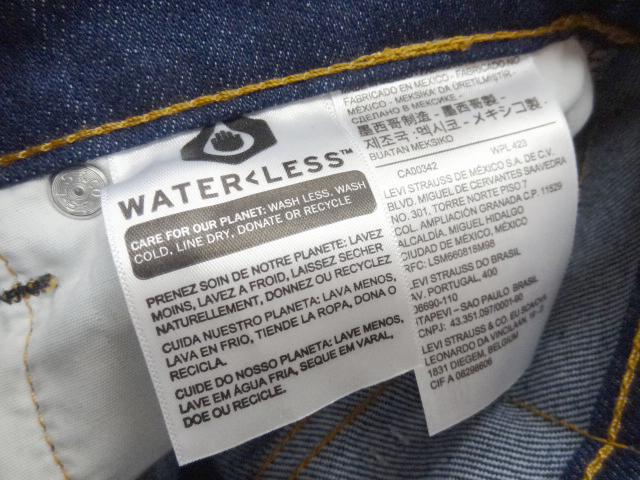 WATER<LESS™
CARE FOR OUR PLANET: WASH LESS, WASH
COLD, LINE DRY, DONATE OR RECYCLE
PRENEZ SOIN DE NOTRE PLANETE: LAVEZ
MOINS, LAVEZ A FROID, LAISSEZ SECHER
NATURELLEMENT, DONNEZ OU RECYCLEZ
CUIDA NUESTRO PLANETA: LAVA MENOS,
LAVA EN FRIO, TIENDE LA ROPA, DONA O
RECICLA.
CUIDE DO NOSSO PLANETA: LAVE MENOS,
LAVE EM ÁGUA FRIA, SEQUE EM VARAL,
DOE OU RECICLE.
FABRICADO EN MEXICO - FABRICADO NO
MÉXICO - MEKSIKA'DA ÜRETILMIŞTIR -
СДЕЛАНО В МЕКСИКЕ -
墨西哥制造 - 墨西哥製 -
제조국 : 멕시코 - メキシコ製 -
BUATAN MEKSIKO
CA00342 WPL 423
LEVI STRAUSS DE MÉXICO S.A. DE C.V.
BLVD. MIGUEL DE CERVANTES SAAVEDRA
NO. 301, TORRE NORTE PISO 7
COL. AMPLIACIÓN GRANADA C.P. 11529
ALCALDÍA. MIGUEL HIDALGO
CIUDAD DE MÉXICO, MÉXICO
RFC: LSM660818M98
LEVI STRAUSS DO BRASIL
AV. PORTUGAL, 400
06690-110
ITAPEVI – SAO PAULO BRASIL
CNPJ: 43.351.097/0001-90
LEVI STRAUSS & CO. EU SCA/BVA
LEONARDO DA VINCILAAN
1831 DIEGEM, BELGIUM
CIF A 08298606